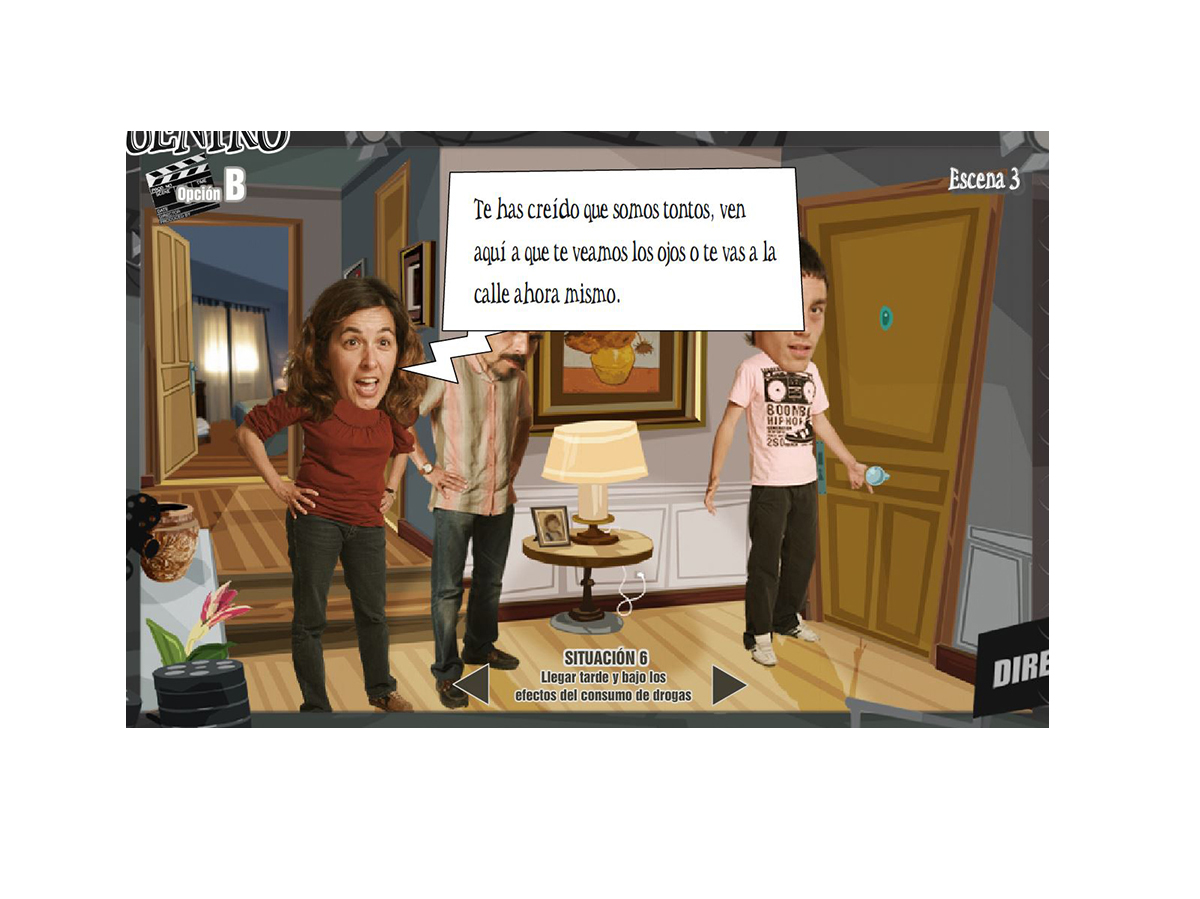 Opción B
Escena 3
Te has creído que somos tontos, ven
aquí a que te veamos los ojos o te vas a la
calle ahora mismo.
BOOMB
HIPHOP
SITUACIÓN 6
Llegar tarde y bajo los
efectos del consumo de drogas
DIRE